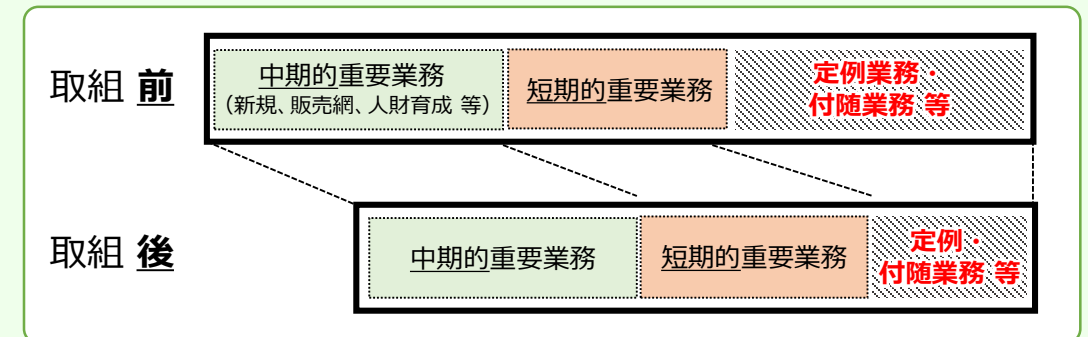 取組 前
中期的重要業務
（新規、販売網、人財育成 等）
短期的重要業務
定例業務・
付随業務 等
取組 後
中期的重要業務
短期的重要業務
定例・
付随業務 等